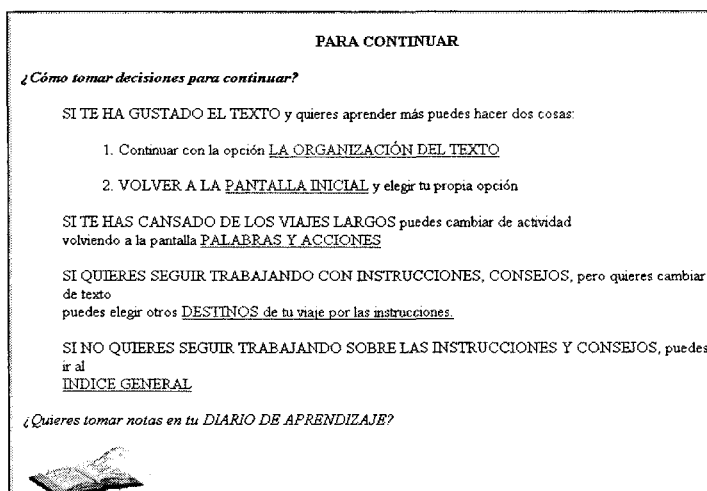 PARA CONTINUAR
¿Cómo tomar decisiones para continuar?
SI TE HA GUSTADO EL TEXTO y quieres aprender más puedes hacer dos cosas:
1. Continuar con la opción LA ORGANIZACIÓN DEL TEXTO
2. VOLVER A LA PANTALLA INICIAL y elegir tu propia opción
SI TE HAS CANSADO DE LOS VIAJES LARGOS puedes cambiar de actividad
volviendo a la pantalla PALABRAS Y ACCIONES
SI QUIERES SEGUIR TRABAJANDO CON INSTRUCCIONES, CONSEJOS, pero quieres cambiar
de texto
puedes elegir otros DESTINOS de tu viaje por las instrucciones.
SI NO QUIERES SEGUIR TRABAJANDO SOBRE LAS INSTRUCCIONES Y CONSEJOS, puedes
ir al
INDICE GENERAL
¿Quieres tomar notas en tu DIARIO DE APRENDIZAJE?